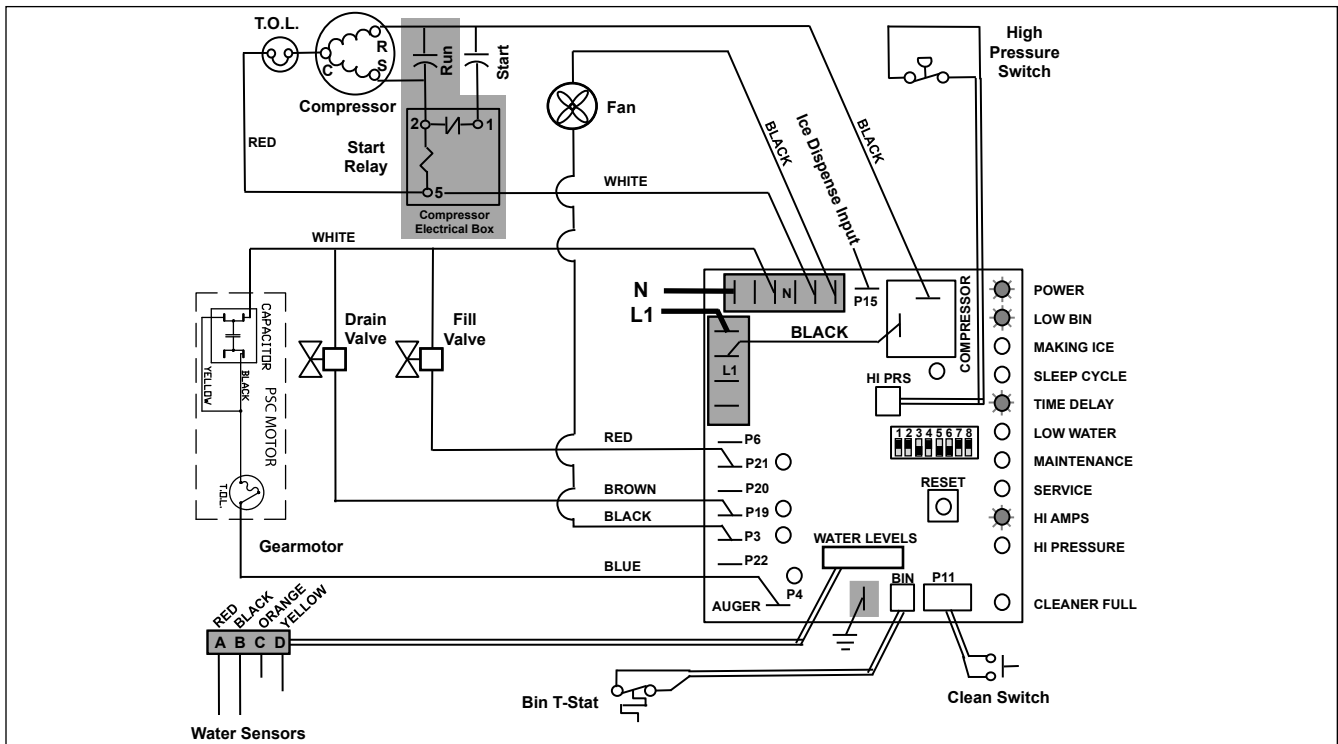 T.O.L.
R
S
C
Run
Start
Compressor
High
Pressure
Switch
Fan
2
1
RED
Start
Relay
BLACK
Ice Dispense Input
BLACK
5
WHITE
Compressor
Electrical Box
WHITE
N
N
P15
L1
BLACK
COMPRESSOR
L1
HI PRS
CAPACITOR
YELLOW
BLACK
PSC MOTOR
T.O.L.
Drain
Valve
Fill
Valve
POWER
LOW BIN
MAKING ICE
SLEEP CYCLE
TIME DELAY
LOW WATER
MAINTENANCE
SERVICE
HI AMPS
HI PRESSURE
CLEANER FULL
1 2 3 4 5 6 7 8
RED
P6
P21
P20
BROWN
P19
BLACK
P3
P22
RESET
WATER LEVELS
Gearmotor
BLUE
P4
AUGER
BIN
P11
RED
BLACK
ORANGE
YELLOW
A B C D
Water Sensors
Bin T-Stat
Clean Switch